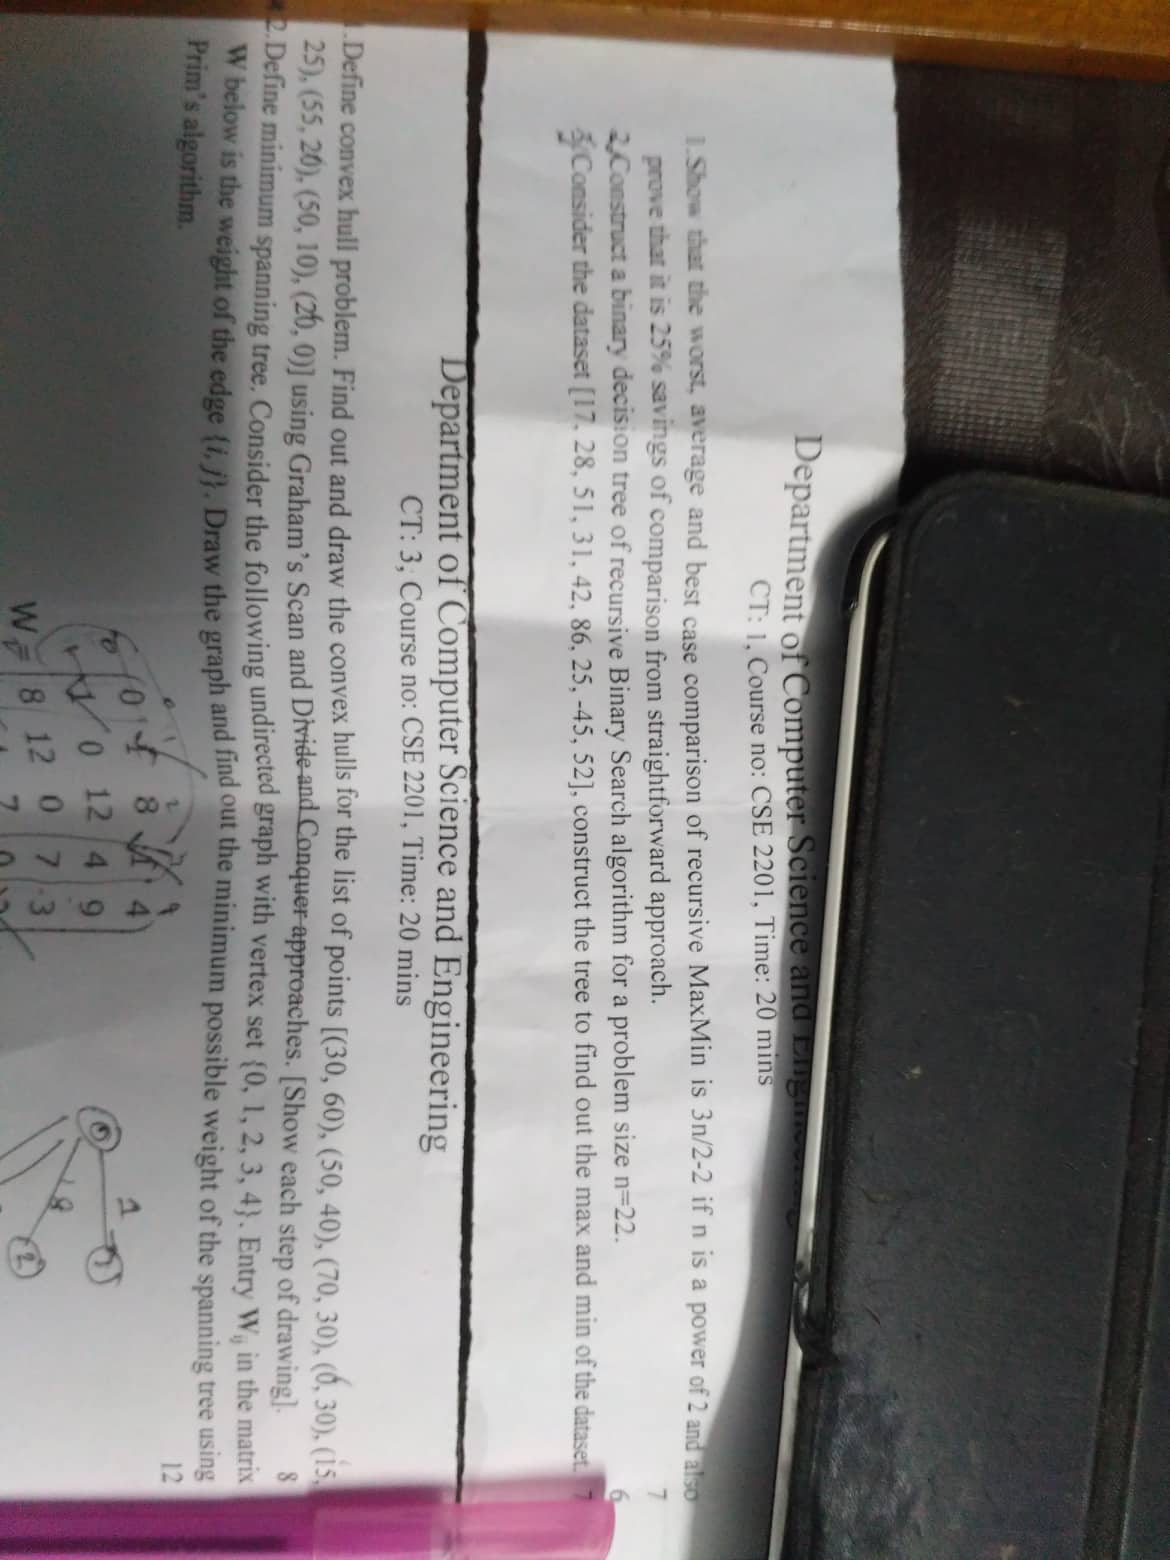 Department of Computer Science and
CT: 1, Course no: CSE 2201, Time: 20 mins
1.Show that the worst, average and best case comparison of recursive MaxMin is 3n/2-2 if n is a power of 2 and also
prove that it is 25% savings of comparison from straightforward approach. 7
2.Construct a binary decision tree of recursive Binary Search algorithm for a problem size n=22. 6
Consider the dataset [17, 28, 51, 31, 42, 86, 25, -45, 52], construct the tree to find out the max and min of the dataset. 7
Department of Computer Science and Engineering
CT: 3, Course no: CSE 2201, Time: 20 mins
1.Define convex hull problem. Find out and draw the convex hulls for the list of points [(30, 60), (50, 40), (70, 30), (6, 30), (15,
25), (55, 20), (50, 10), (20, 0)] using Graham's Scan and Divide and Conquer approaches. [Show each step of drawing]. 8
2.Define minimum spanning tree. Consider the following undirected graph with vertex set {0, 1, 2, 3, 4}. Entry Wij in the matrix
W below is the weight of the edge {i, j}. Draw the graph and find out the minimum possible weight of the spanning tree using
Prim's algorithm. 12
0 1 8 1 4
1 0 12 4 9
W = 8 12 0 7 3
7 0
0 1 1
8 2